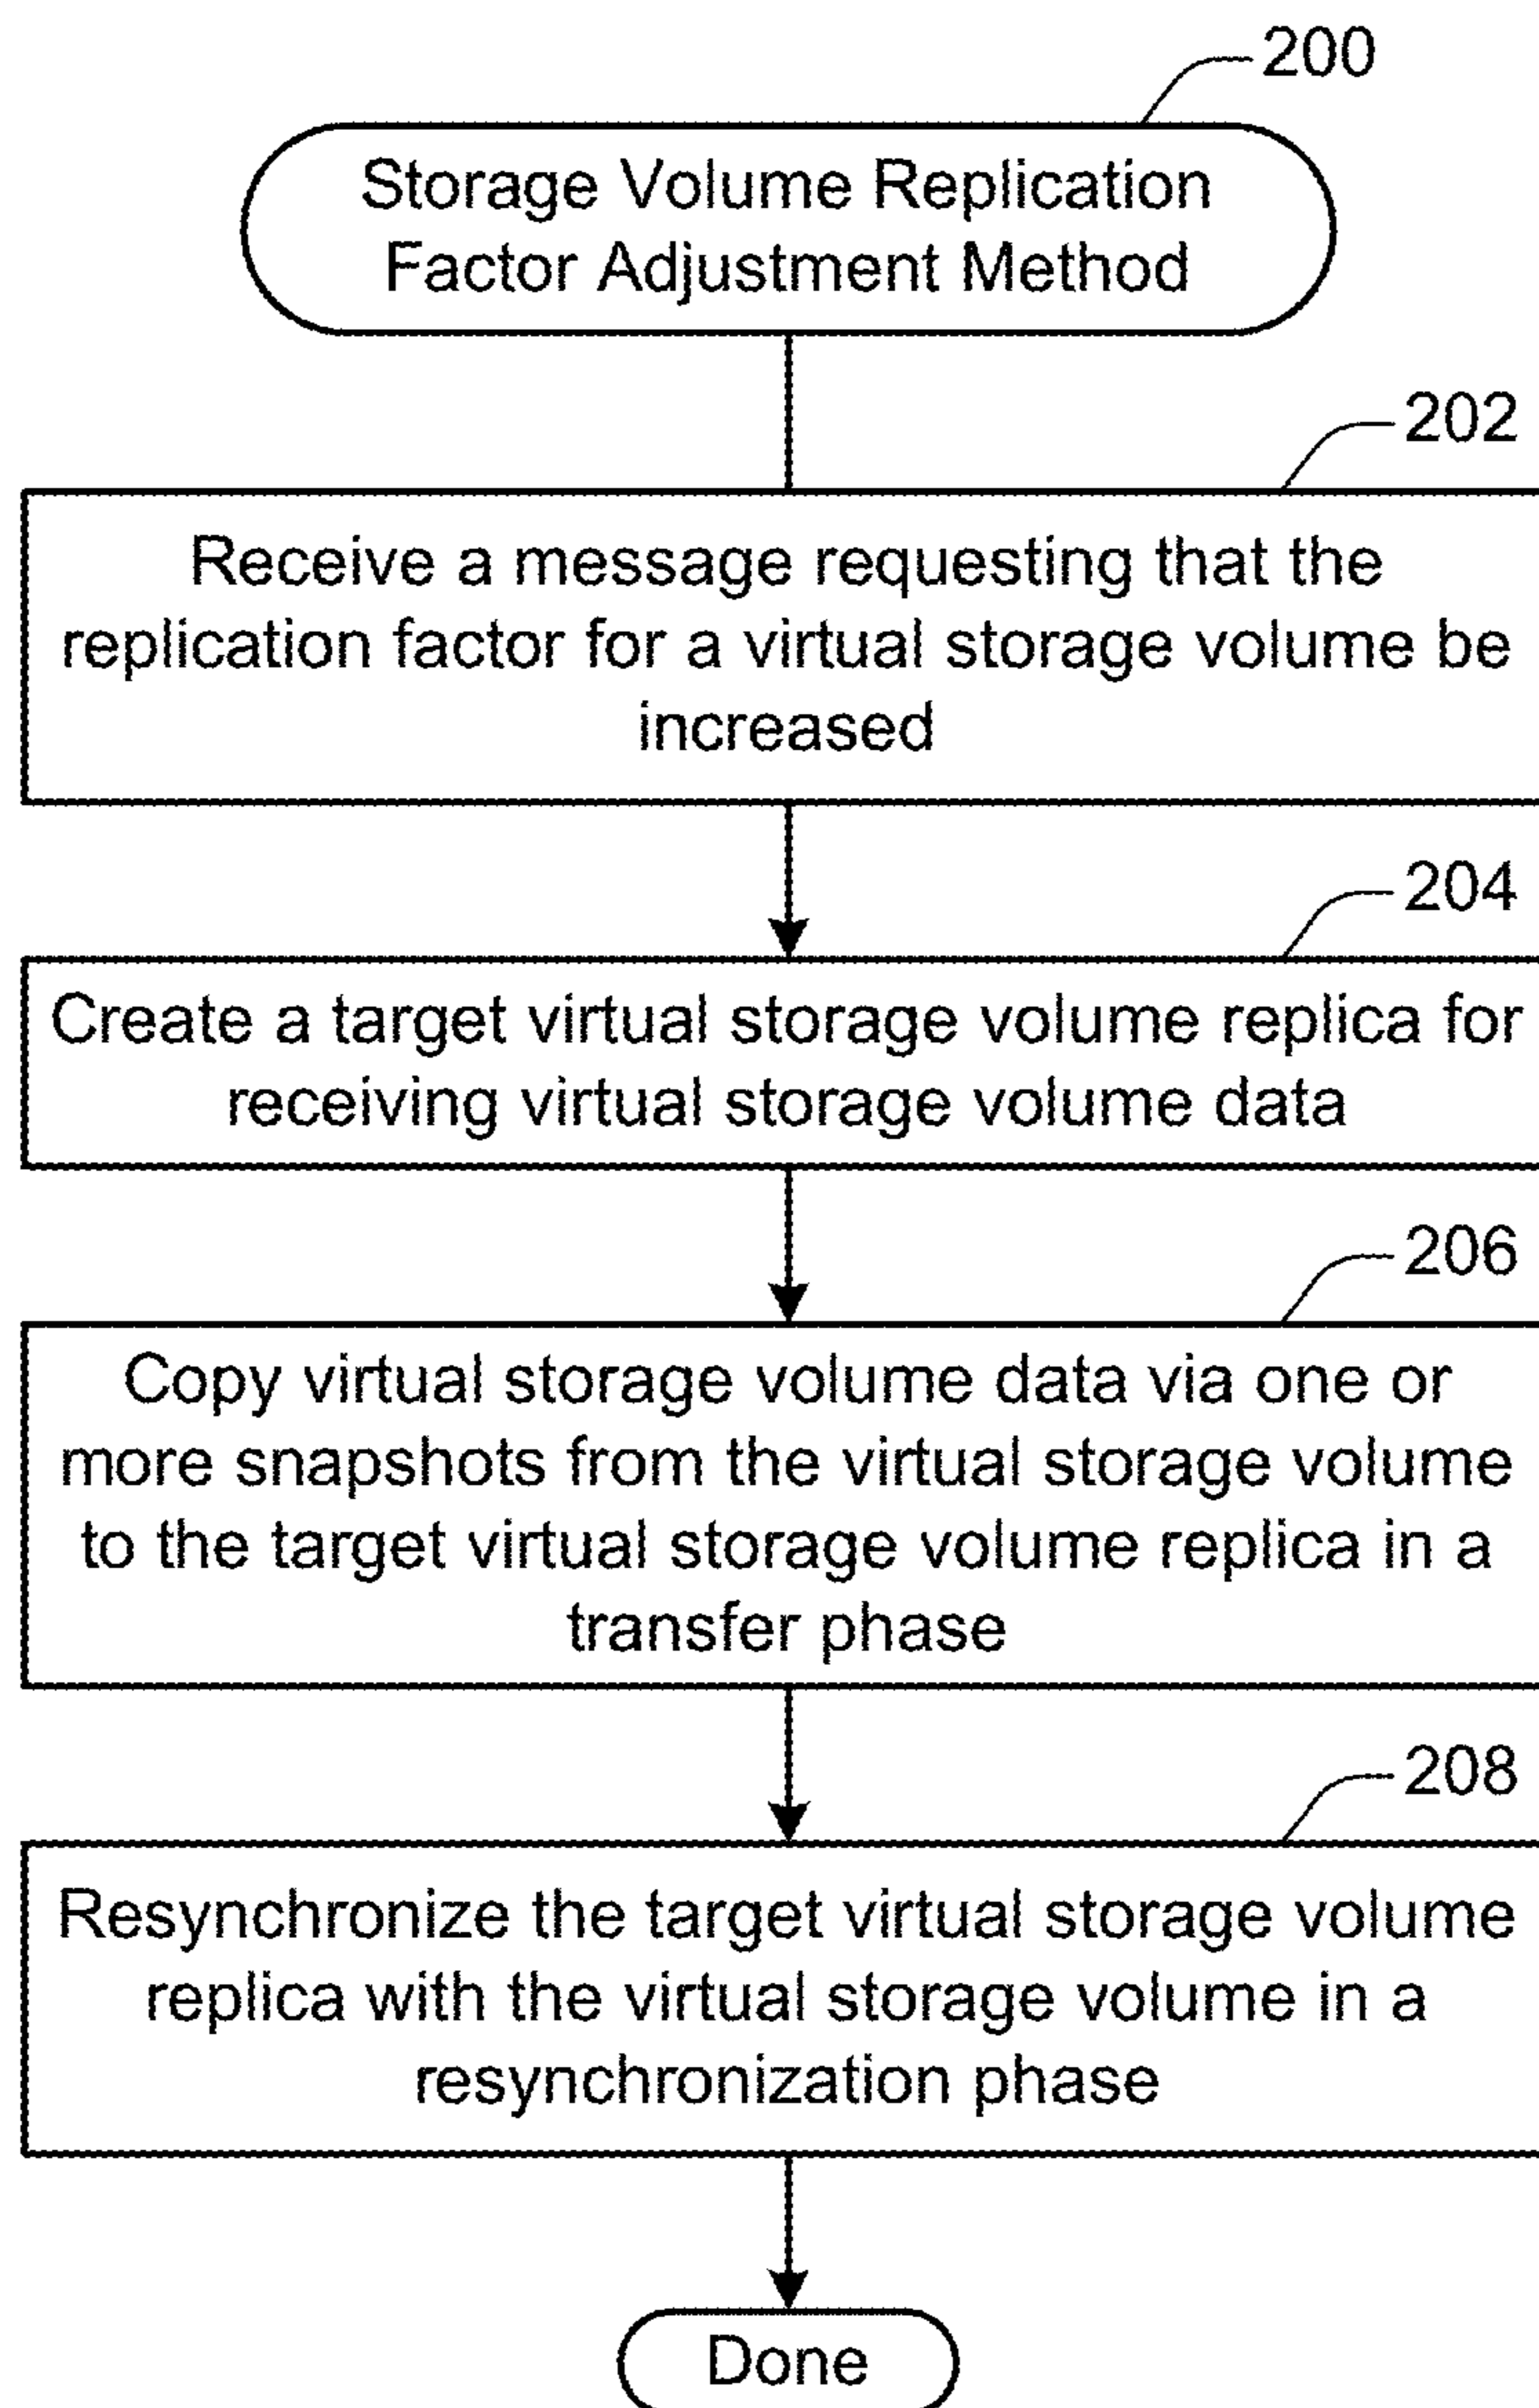 200
Storage Volume Replication
Factor Adjustment Method
202
Receive a message requesting that the
replication factor for a virtual storage volume be
increased
204
Create a target virtual storage volume replica for
receiving virtual storage volume data
206
Copy virtual storage volume data via one or
more snapshots from the virtual storage volume
to the target virtual storage volume replica in a
transfer phase
208
Resynchronize the target virtual storage volume
replica with the virtual storage volume in a
resynchronization phase
Done